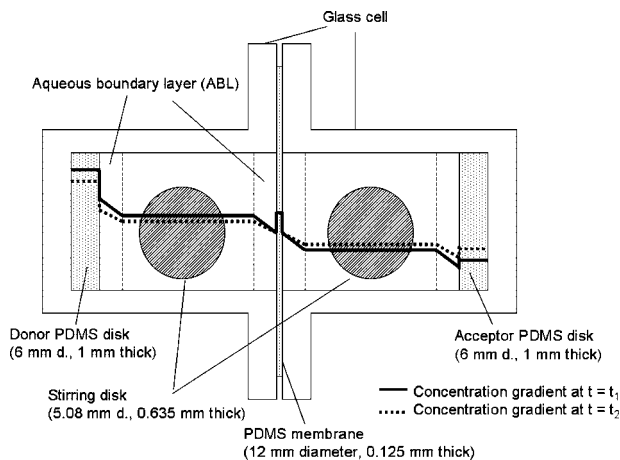 Glass cell
Aqueous boundary layer (ABL)
Donor PDMS disk
(6 mm d., 1 mm thick)
Acceptor PDMS disk
(6 mm d., 1 mm thick)
Stirring disk
(5.08 mm d., 0.635 mm thick)
Concentration gradient at t = t1
Concentration gradient at t = t2
PDMS membrane
(12 mm diameter, 0.125 mm thick)